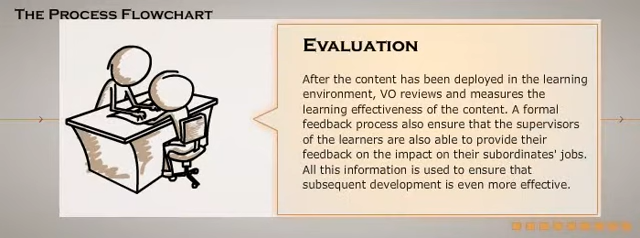 The Process Flowchart
Evaluation
After the content has been deployed in the learning
environment, VO reviews and measures the
learning effectiveness of the content. A formal
feedback process also ensure that the supervisors
of the learners are also able to provide their
feedback on the impact on their subordinates' jobs.
All this information is used to ensure that
subsequent development is even more effective.